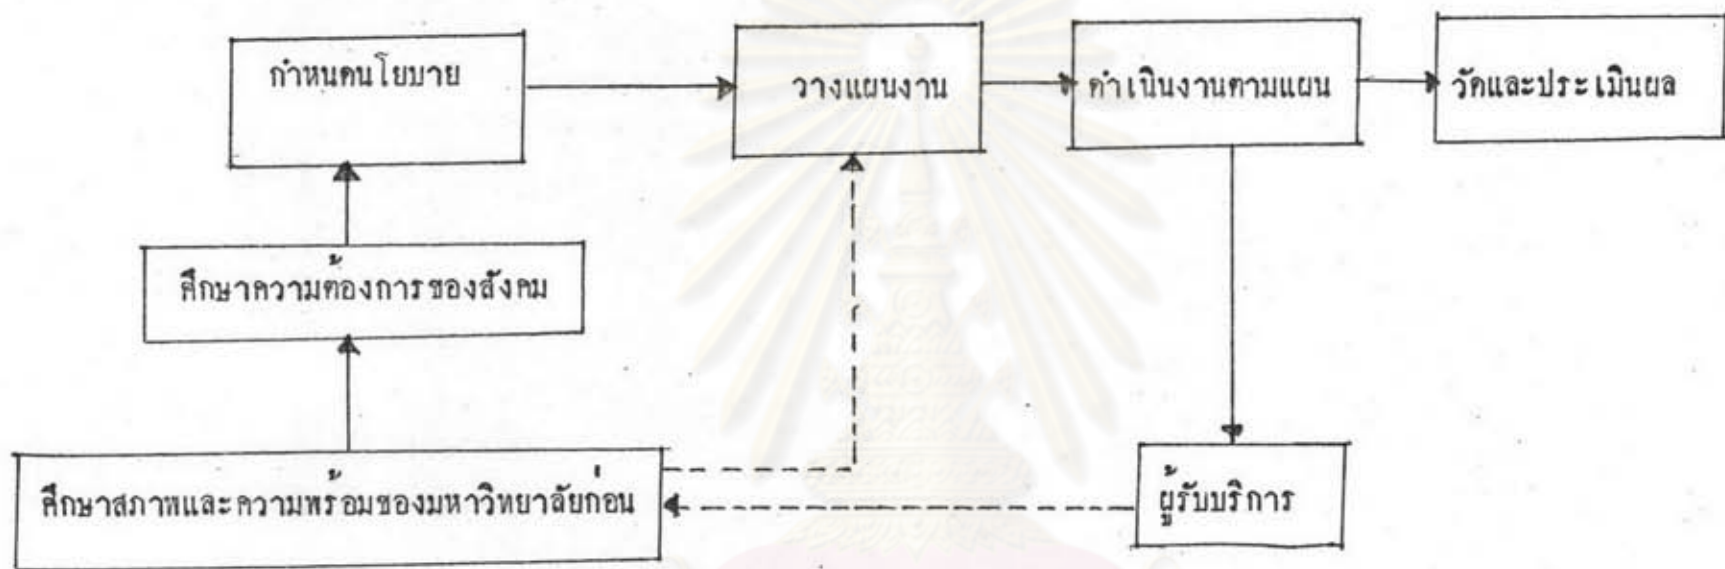 กำหนดนโยบาย
วางแผนงาน
ดำเนินงานตามแผน
วัดและประเมินผล
ศึกษาความต้องการของสังคม
ศึกษาสภาพและความพร้อมของมหาวิทยาลัยก่อน
ผู้รับบริการ